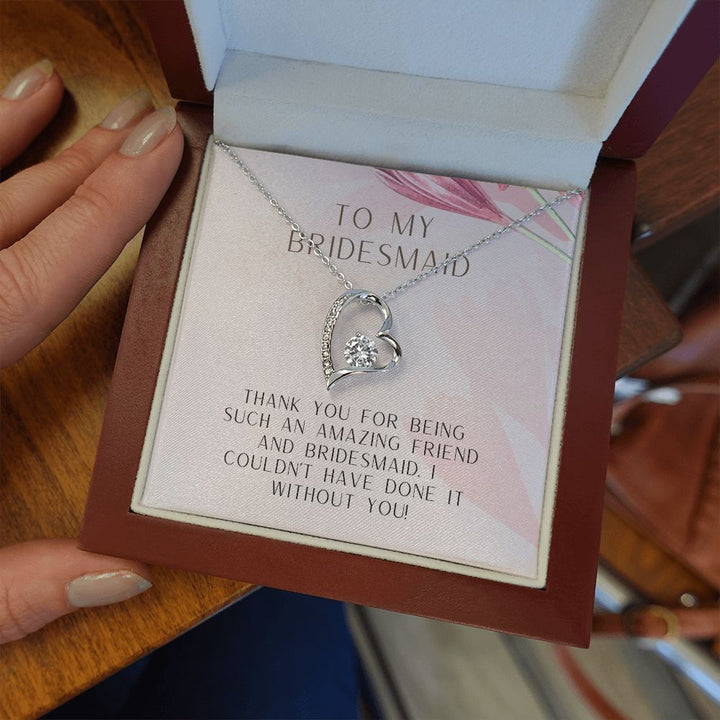 TO MY
BRIDESMAID
THANK YOU FOR BEING
SUCH AN AMAZING FRIEND
AND BRIDESMAID. I
COULDN'T HAVE DONE IT
WITHOUT YOU!